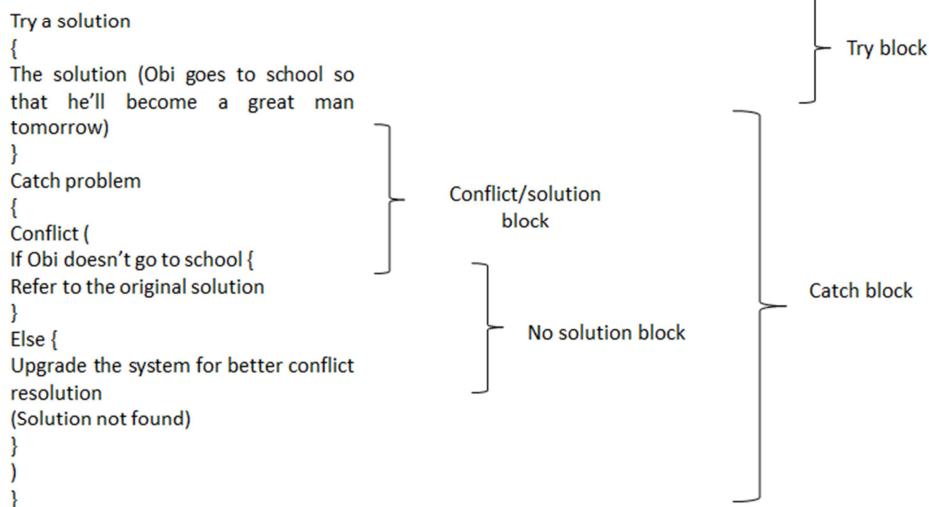 Try a solution
{
The solution (Obi goes to school so
that he'll become a great man
tomorrow)
}
Catch problem
{
Conflict (
If Obi doesn't go to school {
Refer to the original solution
}
Else {
Upgrade the system for better conflict
resolution
(Solution not found)
}
)
}
Try block
Conflict/solution
block
No solution block
Catch block